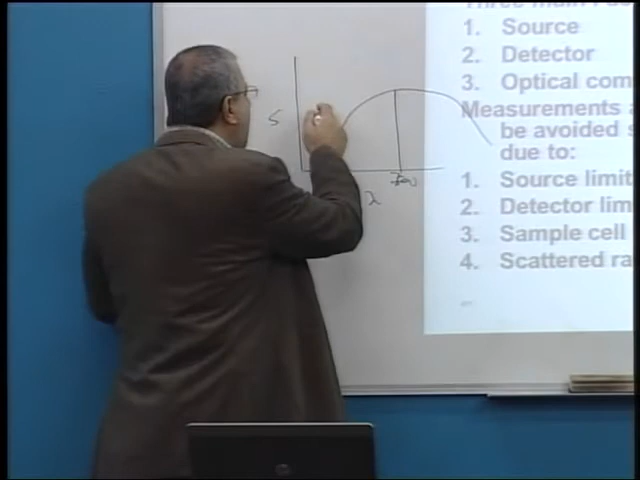 1. Source
2. Detector
3. Optical com
Measurements
be avoided
due to:
1. Source limit
2. Detector lim
3. Sample cell
4. Scattered ra
S
λ